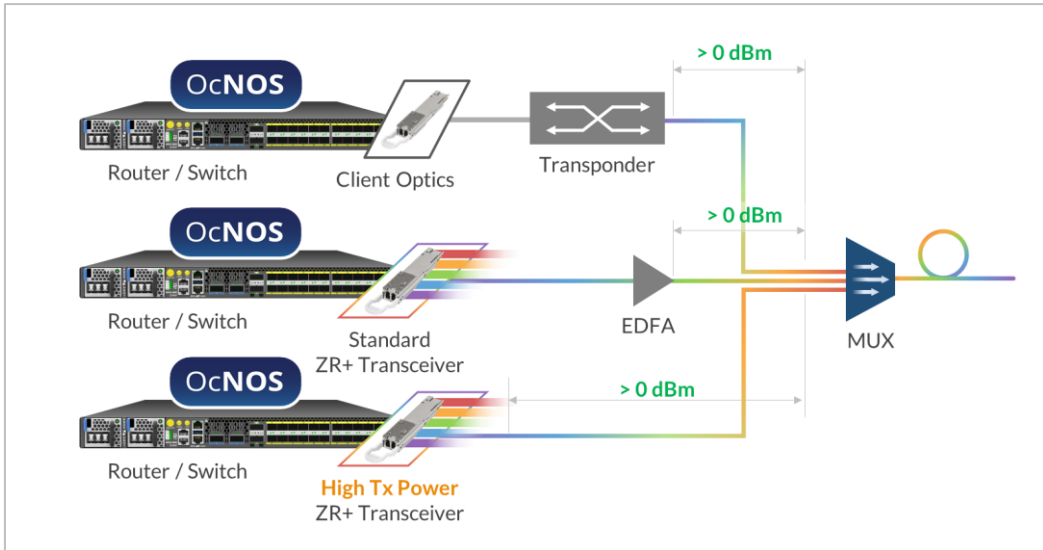 OcNOS
> 0 dBm
Router / Switch
Client Optics
Transponder
OcNOS
> 0 dBm
Router / Switch
Standard
ZR+ Transceiver
EDFA
MUX
OcNOS
> 0 dBm
Router / Switch
High Tx Power
ZR+ Transceiver